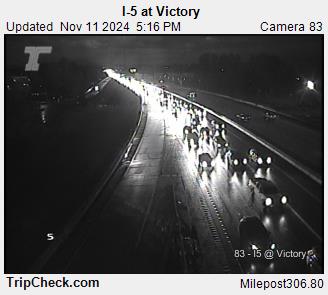 I-5 at Victory
Updated Nov 11 2024 5:16 PM Camera 83
T
S
83 - I5 @ Victory
TripCheck.com Milepost306.80